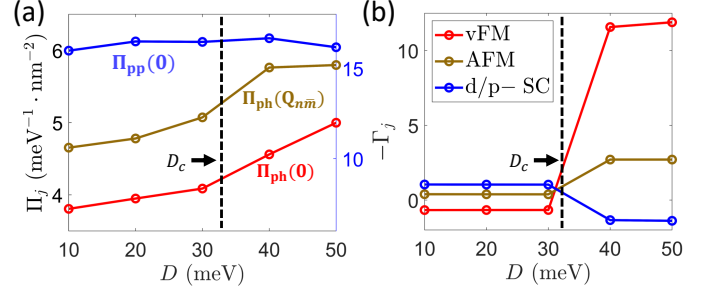 (a)
(b)
Π_j (meV⁻¹ · nm⁻²)
6
5
4
15
10
Π_pp(0)
Π_ph(Q_nm̄)
D_c
Π_ph(0)
10 20 30 40 50
D (meV)
−Γ_j
10
5
0
vFM
AFM
d/p− SC
D_c
10 20 30 40 50
D (meV)